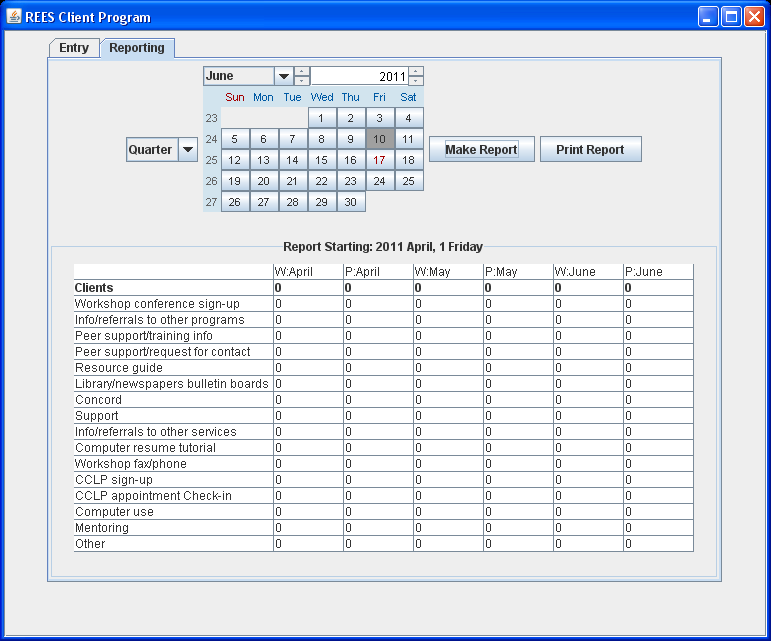 REES Client Program
Entry Reporting
June 2011
Sun Mon Tue Wed Thu Fri Sat
23 1 2 3 4
24 5 6 7 8 9 10 11
25 12 13 14 15 16 17 18
26 19 20 21 22 23 24 25
27 26 27 28 29 30
Quarter Make Report Print Report
Report Starting: 2011 April, 1 Friday
W:April P:April W:May P:May W:June P:June
Clients 0 0 0 0 0 0
Workshop conference sign-up 0 0 0 0 0 0
Info/referrals to other programs 0 0 0 0 0 0
Peer support/training info 0 0 0 0 0 0
Peer support/request for contact 0 0 0 0 0 0
Resource guide 0 0 0 0 0 0
Library/newspapers bulletin boards 0 0 0 0 0 0
Concord 0 0 0 0 0 0
Support 0 0 0 0 0 0
Info/referrals to other services 0 0 0 0 0 0
Computer resume tutorial 0 0 0 0 0 0
Workshop fax/phone 0 0 0 0 0 0
CCLP sign-up 0 0 0 0 0 0
CCLP appointment Check-in 0 0 0 0 0 0
Computer use 0 0 0 0 0 0
Mentoring 0 0 0 0 0 0
Other 0 0 0 0 0 0